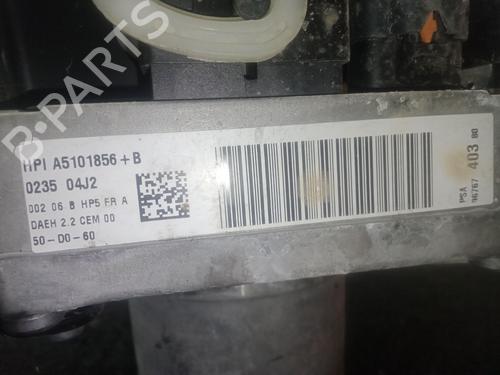 HPI A5101856+B
0235 04J2
002 06 B HP5 FR A
DAEH 2.2 CEM 00
50-D0-60
PSA
96767 403 80
B-PARTS